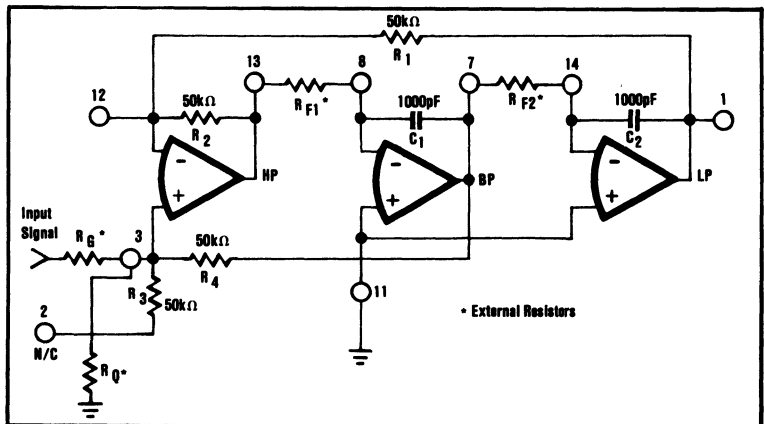 50kΩ
R1
13
8
7
14
12
50kΩ
R2
RF1*
1000pF
C1
RF2*
1000pF
C2
1
−
+
HP
−
+
BP
−
+
LP
Input
Signal
RG*
3
50kΩ
R4
R3
50kΩ
2
N/C
11
* External Resistors
RQ*